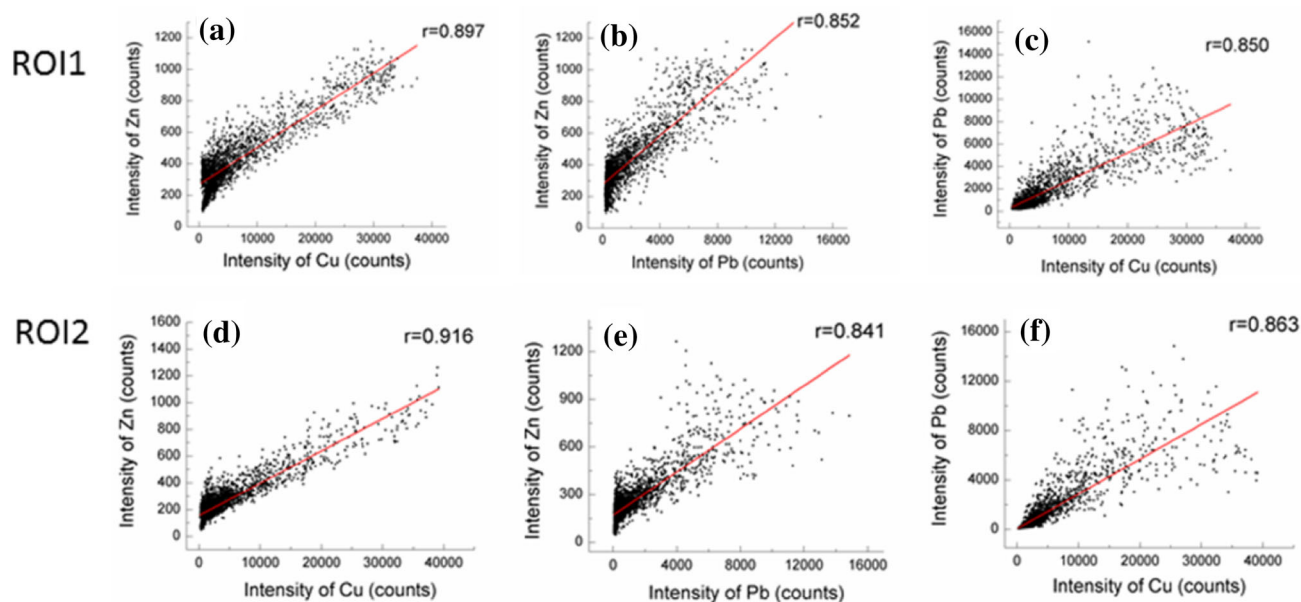 ROI1
(a)
r=0.897
Intensity of Zn (counts)
1200
1000
800
600
400
200
0
0 10000 20000 30000 40000
Intensity of Cu (counts)
(b)
r=0.852
Intensity of Zn (counts)
1200
1000
800
600
400
200
0
0 4000 8000 12000 16000
Intensity of Pb (counts)
(c)
r=0.850
Intensity of Pb (counts)
16000
14000
12000
10000
8000
6000
4000
2000
0
0 10000 20000 30000 40000
Intensity of Cu (counts)
ROI2
(d)
r=0.916
Intensity of Zn (counts)
1600
1400
1200
1000
800
600
400
200
0
0 10000 20000 30000 40000
Intensity of Cu (counts)
(e)
r=0.841
Intensity of Zn (counts)
1200
900
600
300
0
0 4000 8000 12000 16000
Intensity of Pb (counts)
(f)
r=0.863
Intensity of Pb (counts)
16000
12000
8000
4000
0
0 10000 20000 30000 40000
Intensity of Cu (counts)